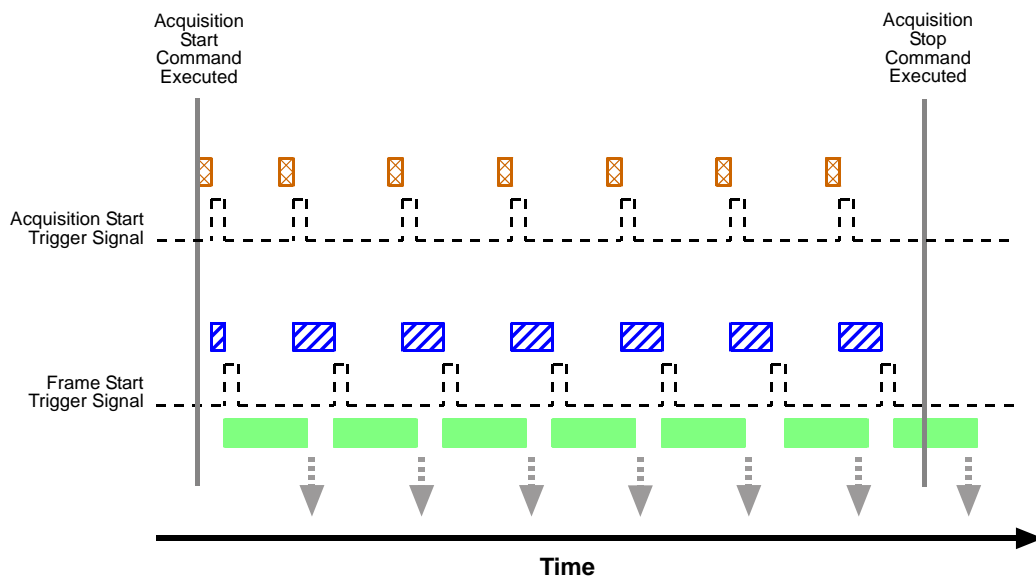 Acquisition
Start
Command
Executed
Acquisition
Stop
Command
Executed
Acquisition Start
Trigger Signal
Frame Start
Trigger Signal
Time